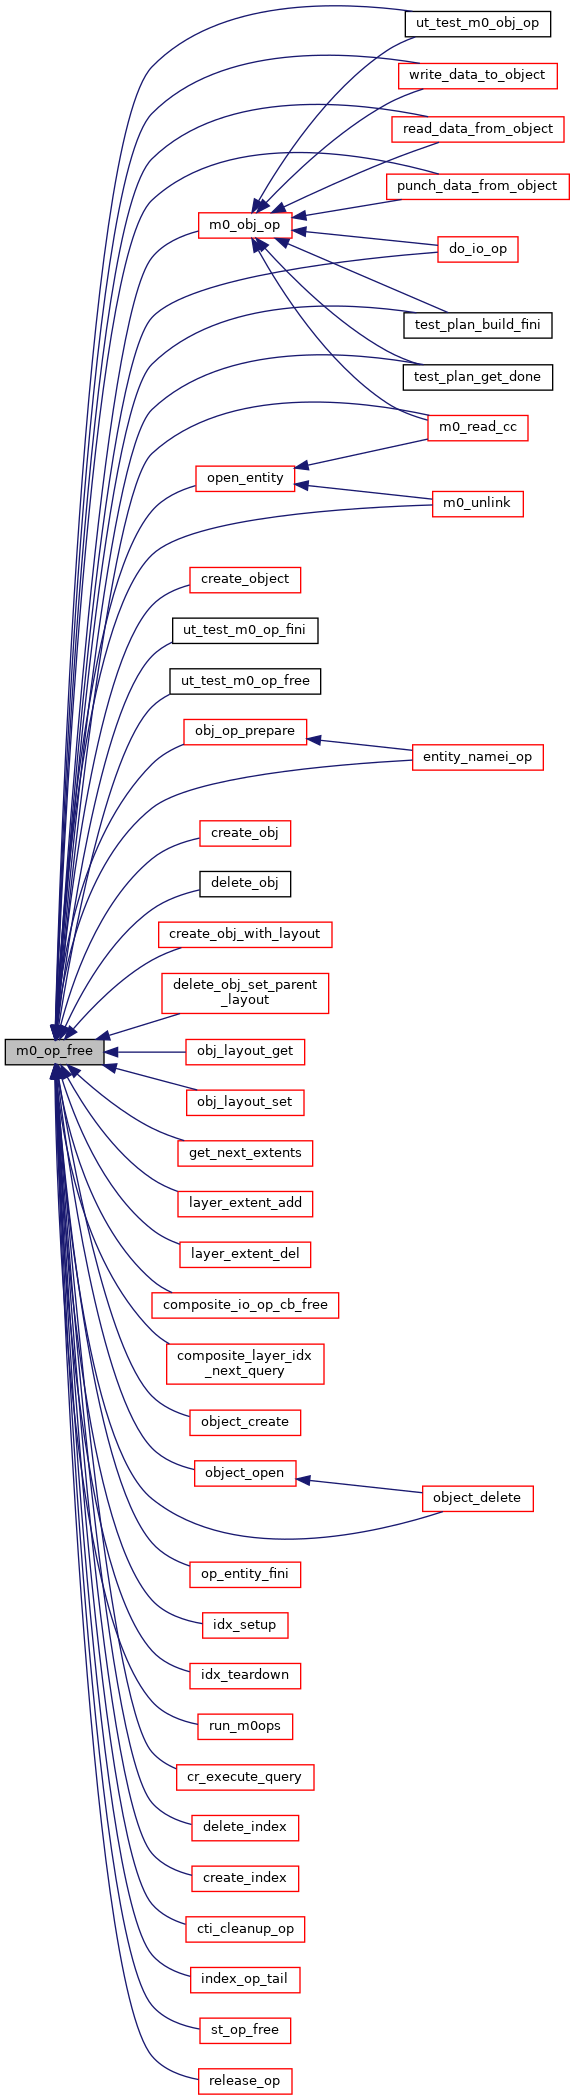 ut_test_m0_obj_op
write_data_to_object
read_data_from_object
punch_data_from_object
m0_obj_op
do_io_op
test_plan_build_fini
test_plan_get_done
m0_read_cc
open_entity
m0_unlink
create_object
ut_test_m0_op_fini
ut_test_m0_op_free
obj_op_prepare
entity_namei_op
create_obj
delete_obj
create_obj_with_layout
delete_obj_set_parent
_layout
m0_op_free
obj_layout_get
obj_layout_set
get_next_extents
layer_extent_add
layer_extent_del
composite_io_op_cb_free
composite_layer_idx
_next_query
object_create
object_open
object_delete
op_entity_fini
idx_setup
idx_teardown
run_m0ops
cr_execute_query
delete_index
create_index
cti_cleanup_op
index_op_tail
st_op_free
release_op